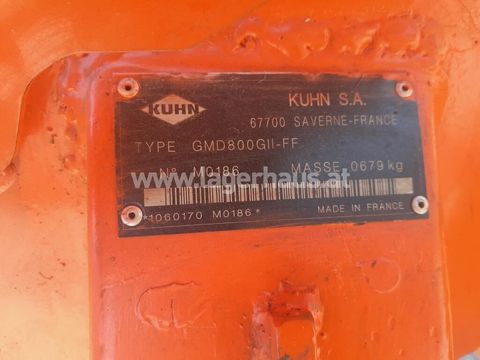 KUHN
KUHN S.A.
67700 SAVERNE-FRANCE
TYPE GMD800GII-FF
N° M0186 MASSE 0679 kg
www.lagerhaus.at
*1060170 M0186* MADE IN FRANCE